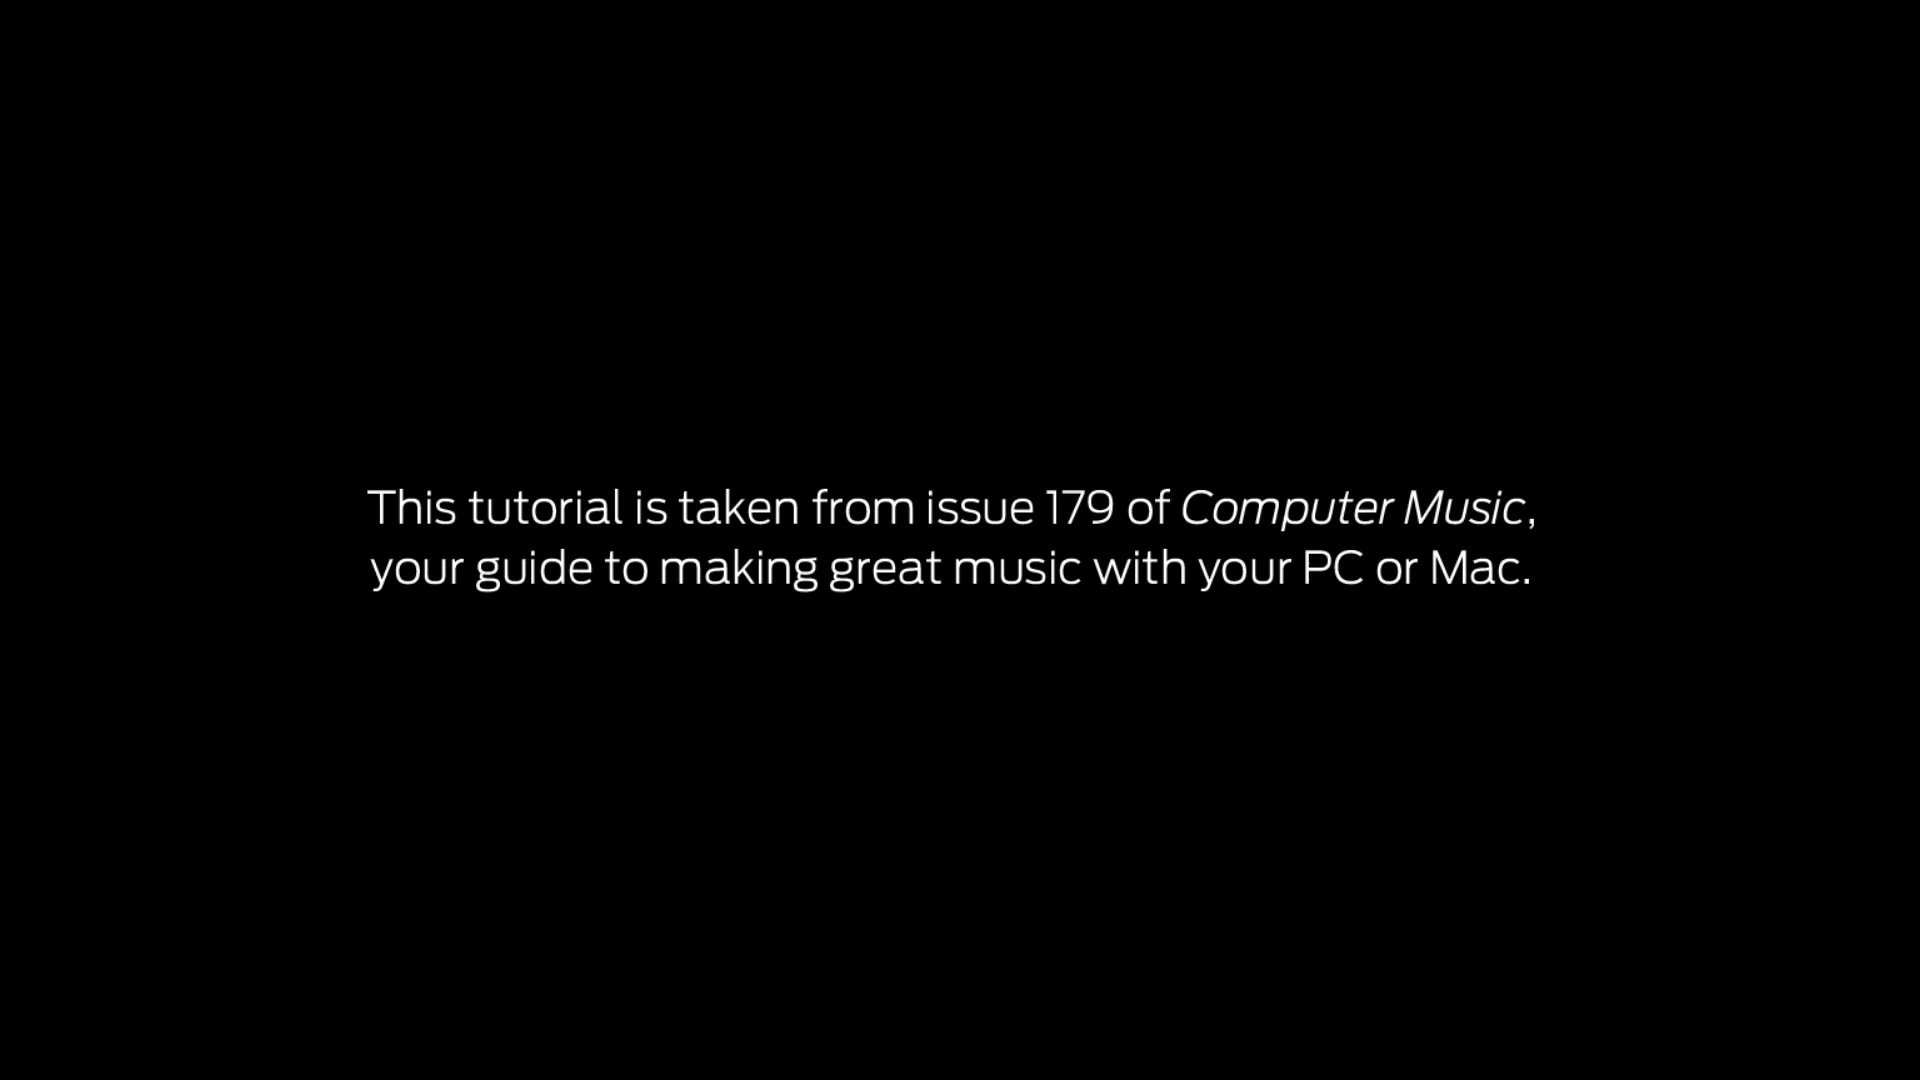 This tutorial is taken from issue 179 of Computer Music,
your guide to making great music with your PC or Mac.